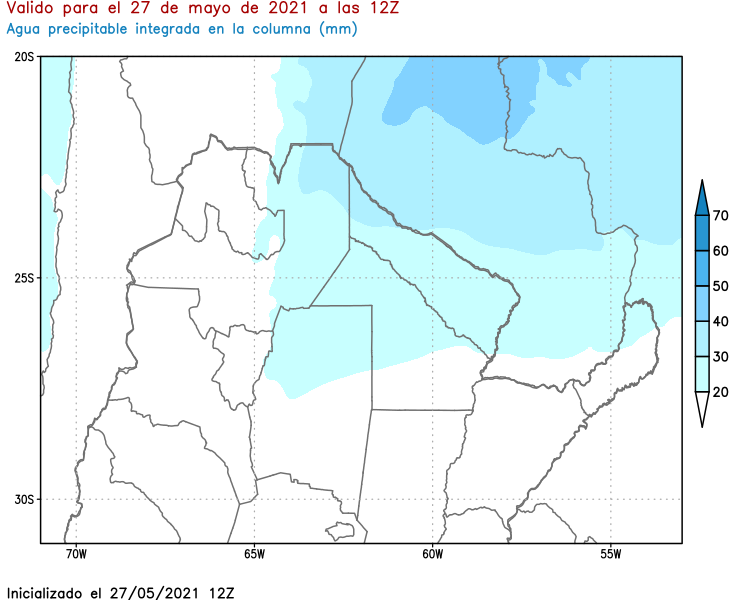 Valido para el 27 de mayo de 2021 a las 12Z
Agua precipitable integrada en la columna (mm)
20S
25S
30S
70W
65W
60W
55W
70
60
50
40
30
20
Inicializado el 27/05/2021 12Z